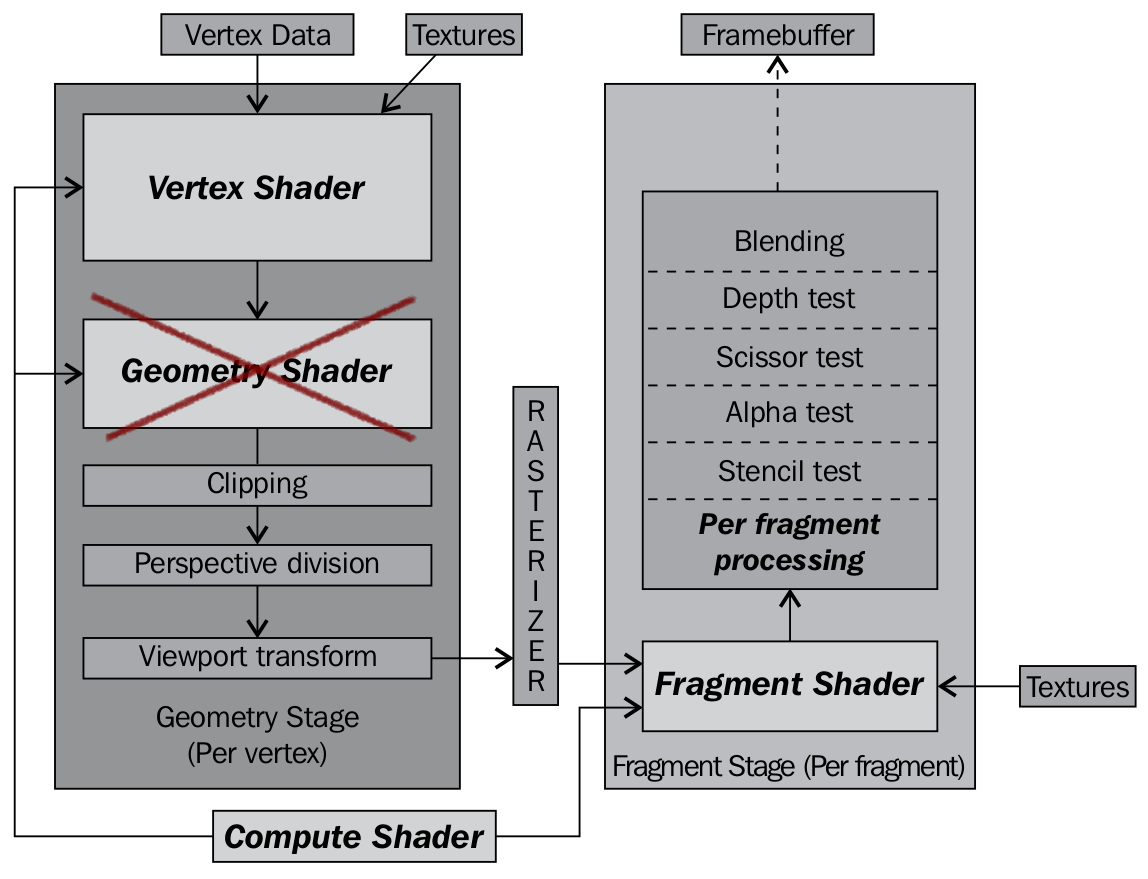 Vertex Data
Textures
Framebuffer
Vertex Shader
Geometry Shader
Clipping
Perspective division
Viewport transform
Geometry Stage
(Per vertex)
RASTERIZER
Blending
Depth test
Scissor test
Alpha test
Stencil test
Per fragment
processing
Fragment Shader
Textures
Fragment Stage (Per fragment)
Compute Shader